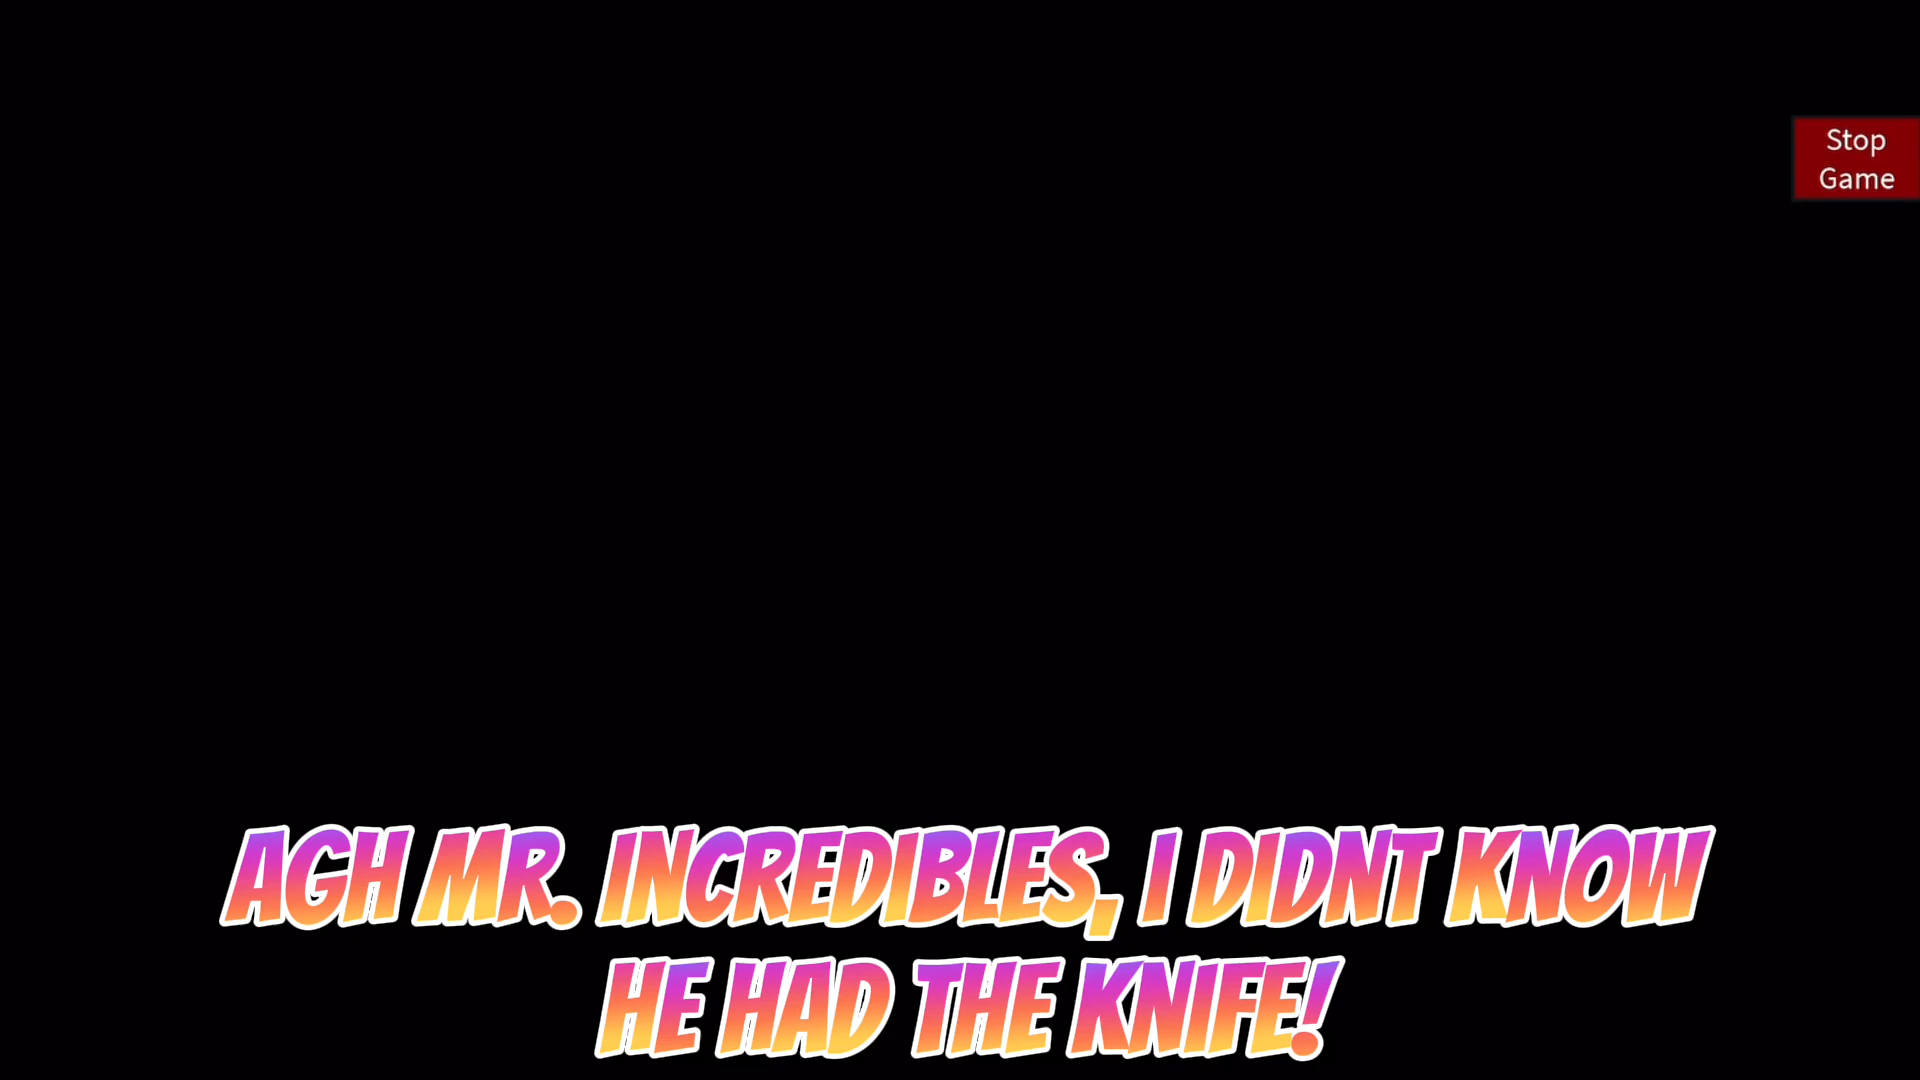 Stop
Game
AGH MR. INCREDIBLES, I DIDNT KNOW
HE HAD THE KNIFE!